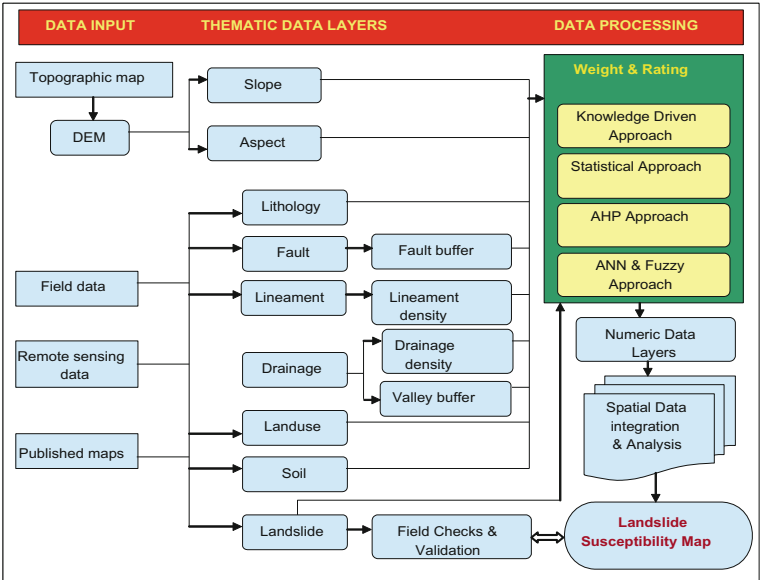 DATA INPUT
THEMATIC DATA LAYERS
DATA PROCESSING
Topographic map
DEM
Slope
Aspect
Weight & Rating
Knowledge Driven
Approach
Statistical Approach
AHP Approach
ANN & Fuzzy
Approach
Field data
Remote sensing
data
Published maps
Lithology
Fault
Fault buffer
Lineament
Lineament
density
Drainage
Drainage
density
Valley buffer
Landuse
Soil
Landslide
Field Checks &
Validation
Numeric Data
Layers
Spatial Data
integration
& Analysis
Landslide
Susceptibility Map